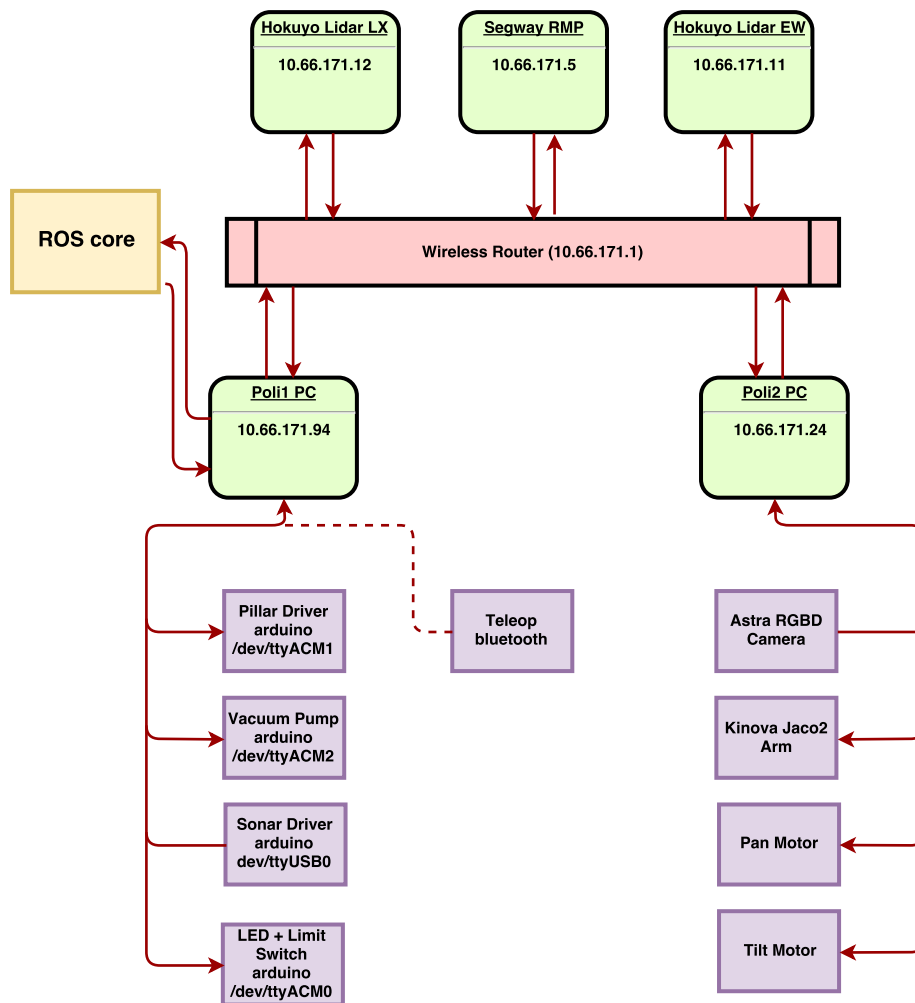 Hokuyo Lidar LX
10.66.171.12
Segway RMP
10.66.171.5
Hokuyo Lidar EW
10.66.171.11
ROS core
Wireless Router (10.66.171.1)
Poli1 PC
10.66.171.94
Poli2 PC
10.66.171.24
Pillar Driver
arduino
/dev/ttyACM1
Teleop
bluetooth
Astra RGBD
Camera
Vacuum Pump
arduino
/dev/ttyACM2
Kinova Jaco2
Arm
Sonar Driver
arduino
dev/ttyUSB0
Pan Motor
LED + Limit
Switch
arduino
/dev/ttyACM0
Tilt Motor